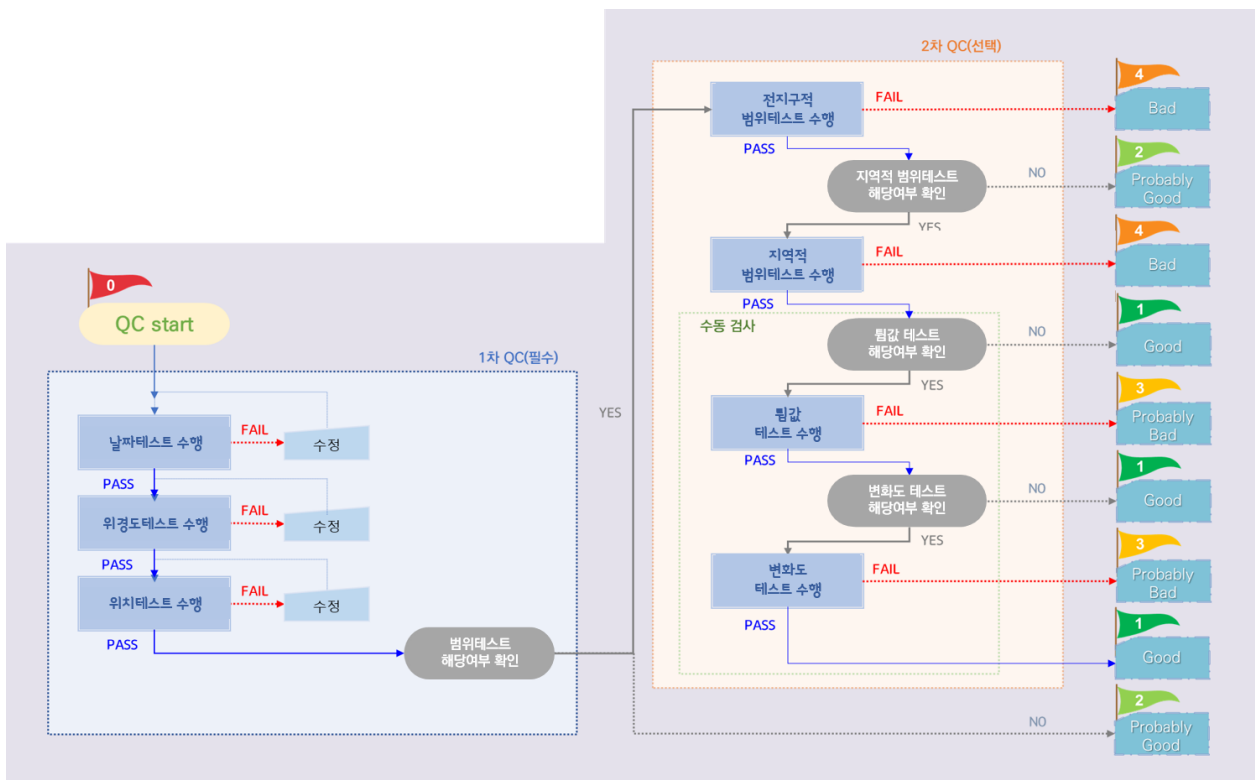 0
QC start
1차 QC(필수)
날짜테스트 수행
FAIL
수정
PASS
위경도테스트 수행
FAIL
수정
PASS
위치테스트 수행
FAIL
수정
PASS
범위테스트
해당여부 확인
YES
2차 QC(선택)
전지구적
범위테스트 수행
FAIL
4
Bad
PASS
지역적 범위테스트
해당여부 확인
NO
2
Probably
Good
YES
지역적
범위테스트 수행
FAIL
4
Bad
PASS
수동 검사
튐값 테스트
해당여부 확인
NO
1
Good
YES
튐값
테스트 수행
FAIL
3
Probably
Bad
PASS
변화도 테스트
해당여부 확인
NO
1
Good
YES
변화도
테스트 수행
FAIL
3
Probably
Bad
PASS
1
Good
NO
2
Probably
Good